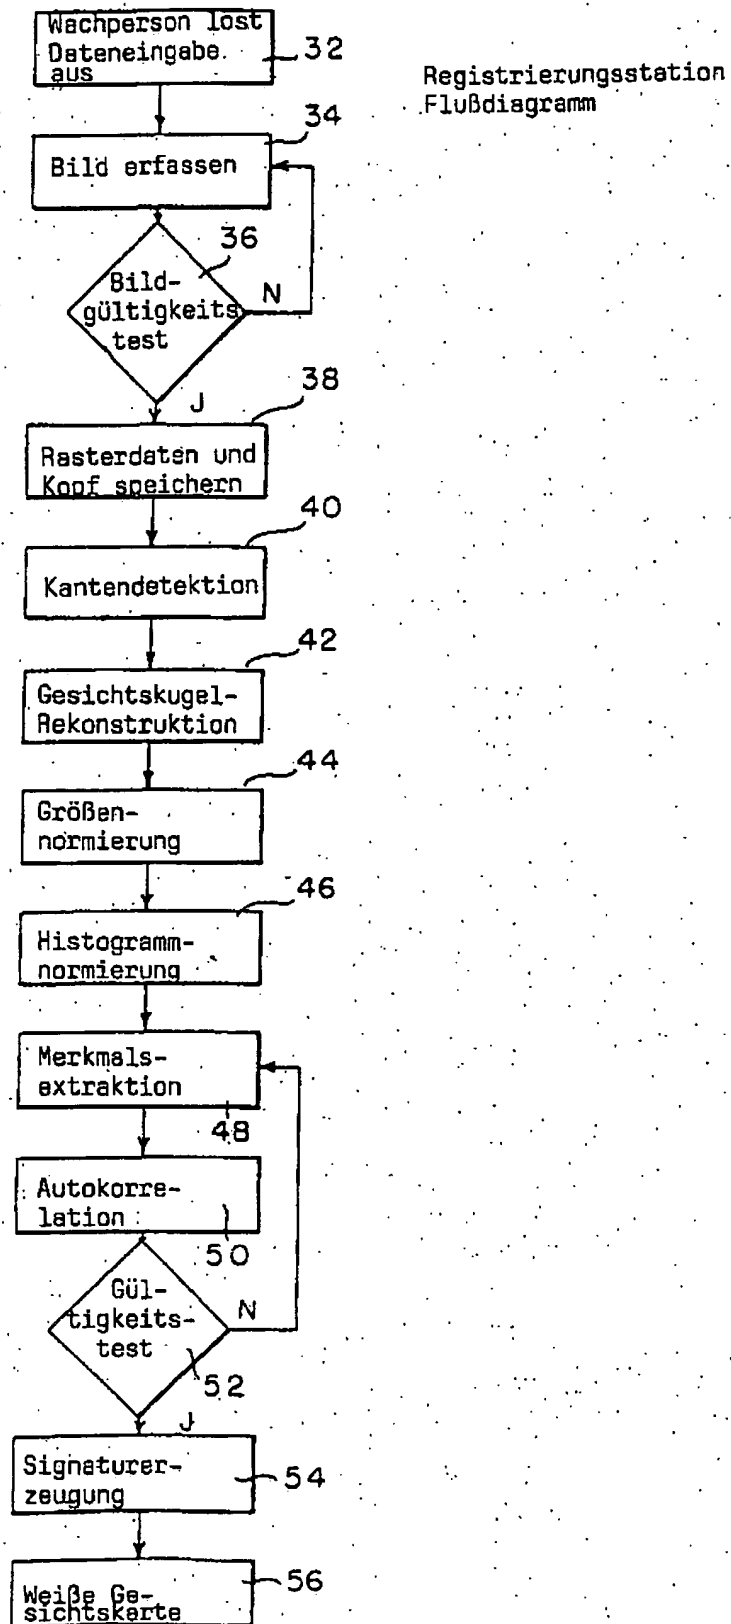 Wachperson löst
Dateneingabe
aus
32
Registrierungsstation
Flußdiagramm
34
Bild erfassen
36
Bild-
gültigkeits
test
N
J
38
Rasterdaten und
Kopf speichern
40
Kantendetektion
42
Gesichtskugel-
Rekonstruktion
44
Größen-
normierung
46
Histogramm-
normierung
Merkmals-
extraktion
48
Autokorre-
lation
50
Gül-
tigkeits-
test
N
52
J
Signaturer-
zeugung
54
56
Weiße Ge-
sichtskarte